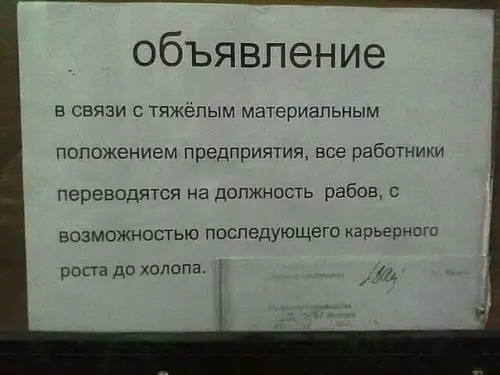 объявление
в связи с тяжёлым материальным
положением предприятия, все работники
переводятся на должность рабов, с
возможностью последующего карьерного
роста до холопа.